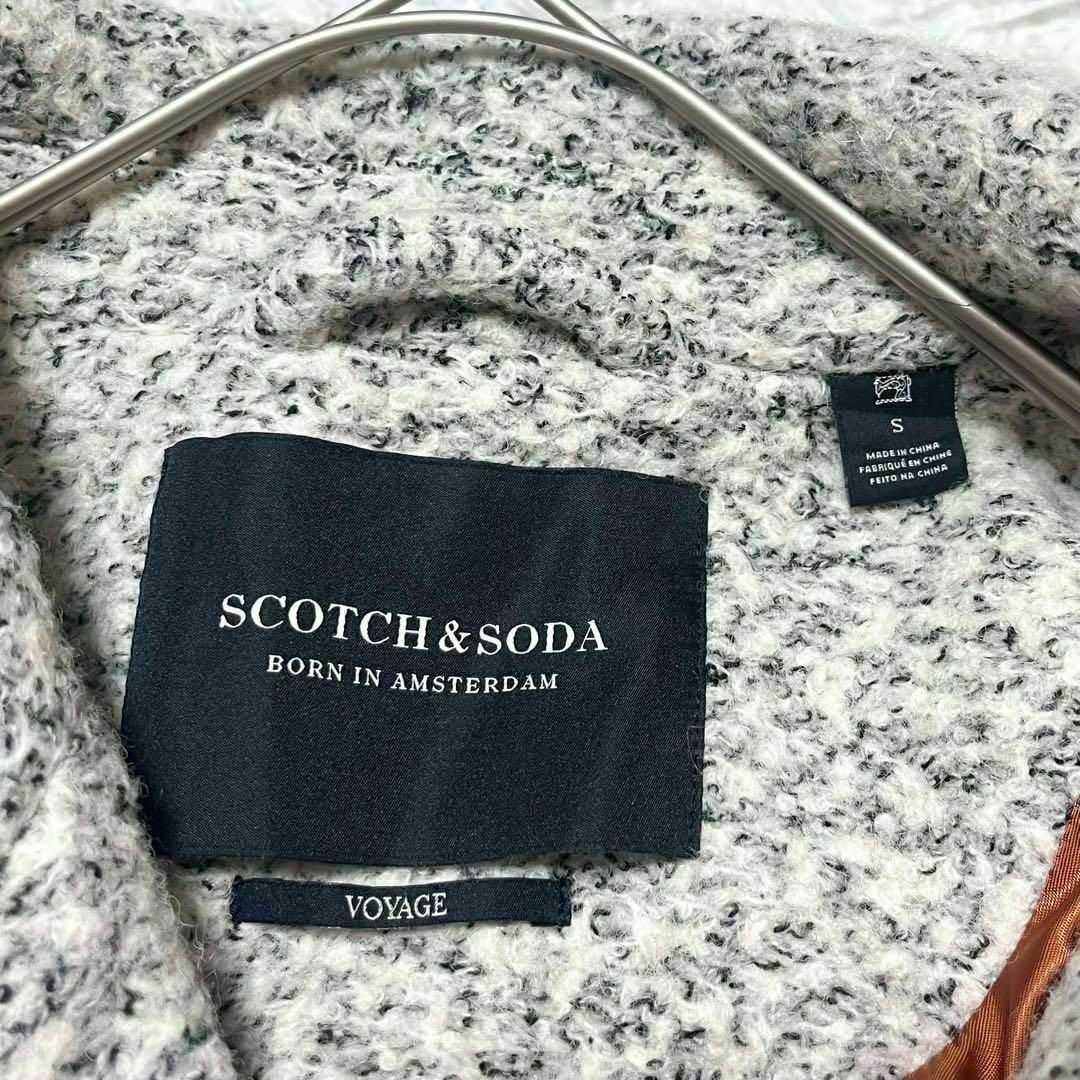 SCOTCH & SODA
BORN IN AMSTERDAM
VOYAGE
S
MADE IN CHINA
FABRIQUÉ EN CHINE
FEITO NA CHINA